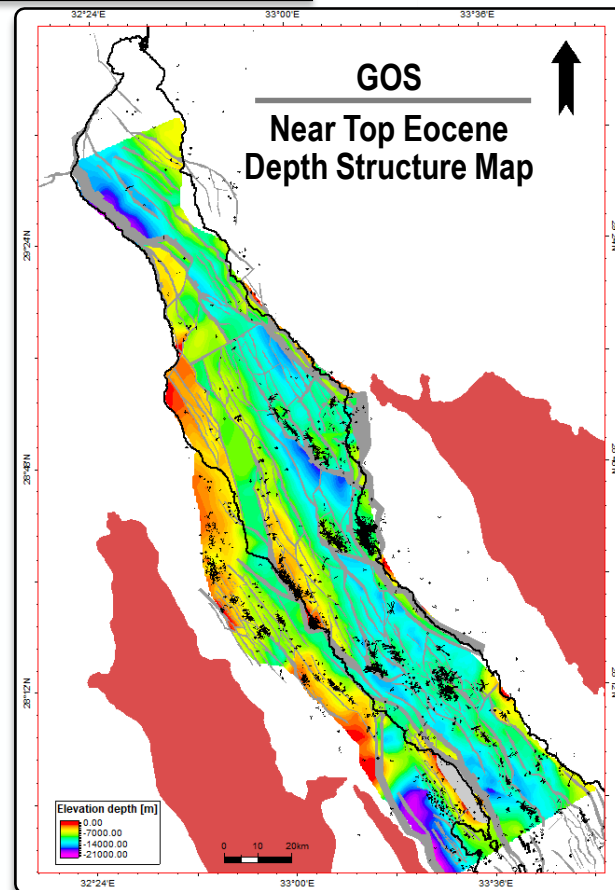 32°24'E 33°00'E 33°36'E
GOS
Near Top Eocene
Depth Structure Map
29°24'N
28°48'N
28°12'N
Elevation depth [m]
0.00
-7000.00
-14000.00
-21000.00
0 10 20km
32°24'E 33°00'E 33°36'E